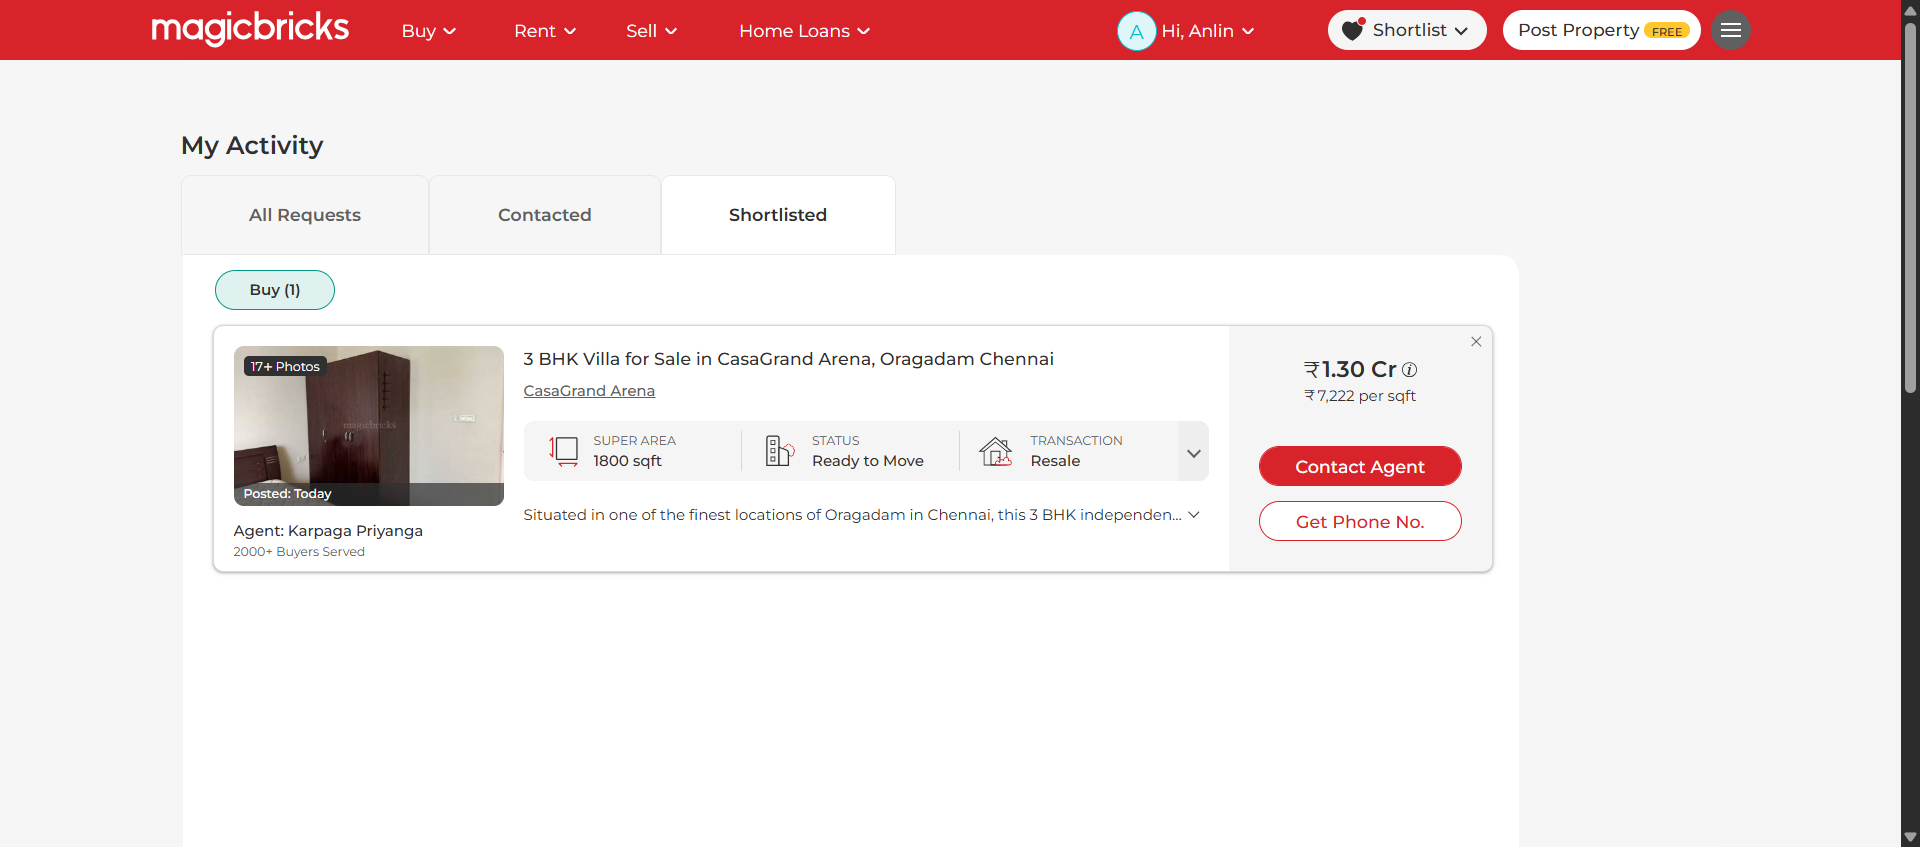 magicbricks
Buy
Rent
Sell
Home Loans
A
Hi, Anlin
Shortlist
Post Property FREE
My Activity
All Requests
Contacted
Shortlisted
Buy (1)
17+ Photos
magicbricks
Posted: Today
Agent: Karpaga Priyanga
2000+ Buyers Served
3 BHK Villa for Sale in CasaGrand Arena, Oragadam Chennai
CasaGrand Arena
SUPER AREA
1800 sqft
STATUS
Ready to Move
TRANSACTION
Resale
Situated in one of the finest locations of Oragadam in Chennai, this 3 BHK independen...
₹1.30 Cr
₹7,222 per sqft
Contact Agent
Get Phone No.